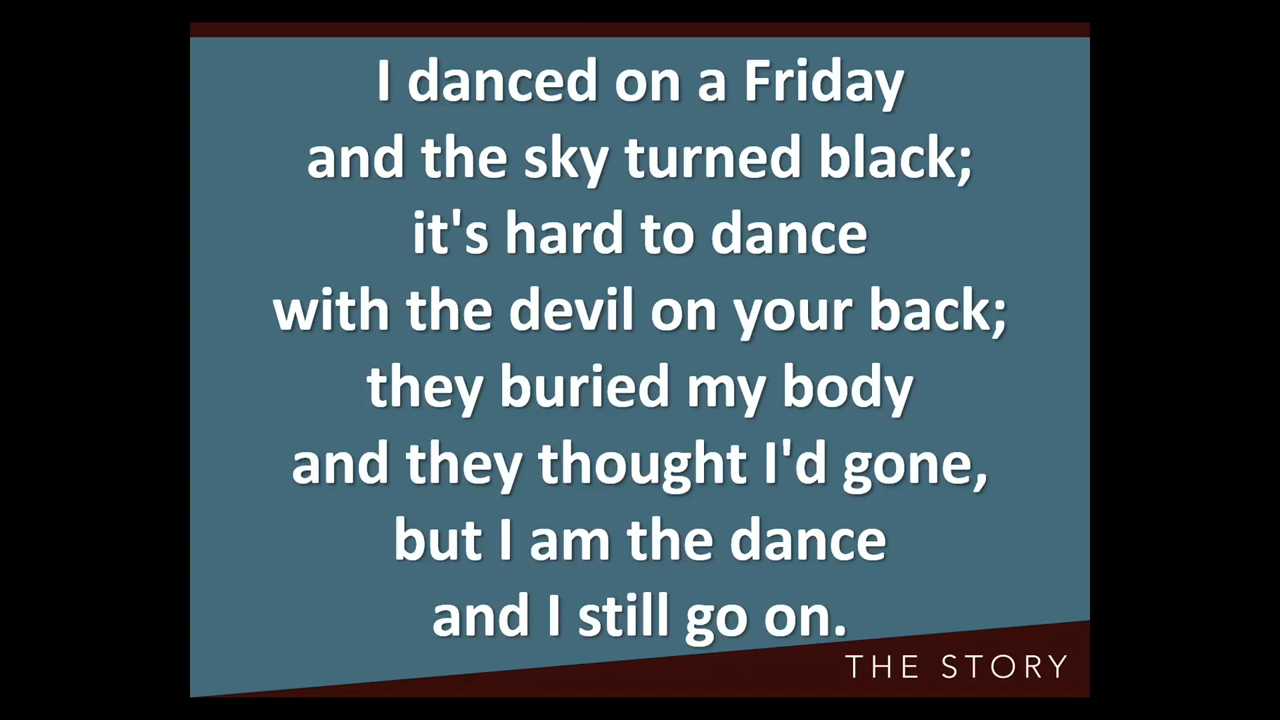 I danced on a Friday
and the sky turned black;
it's hard to dance
with the devil on your back;
they buried my body
and they thought I'd gone,
but I am the dance
and I still go on.
THE STORY